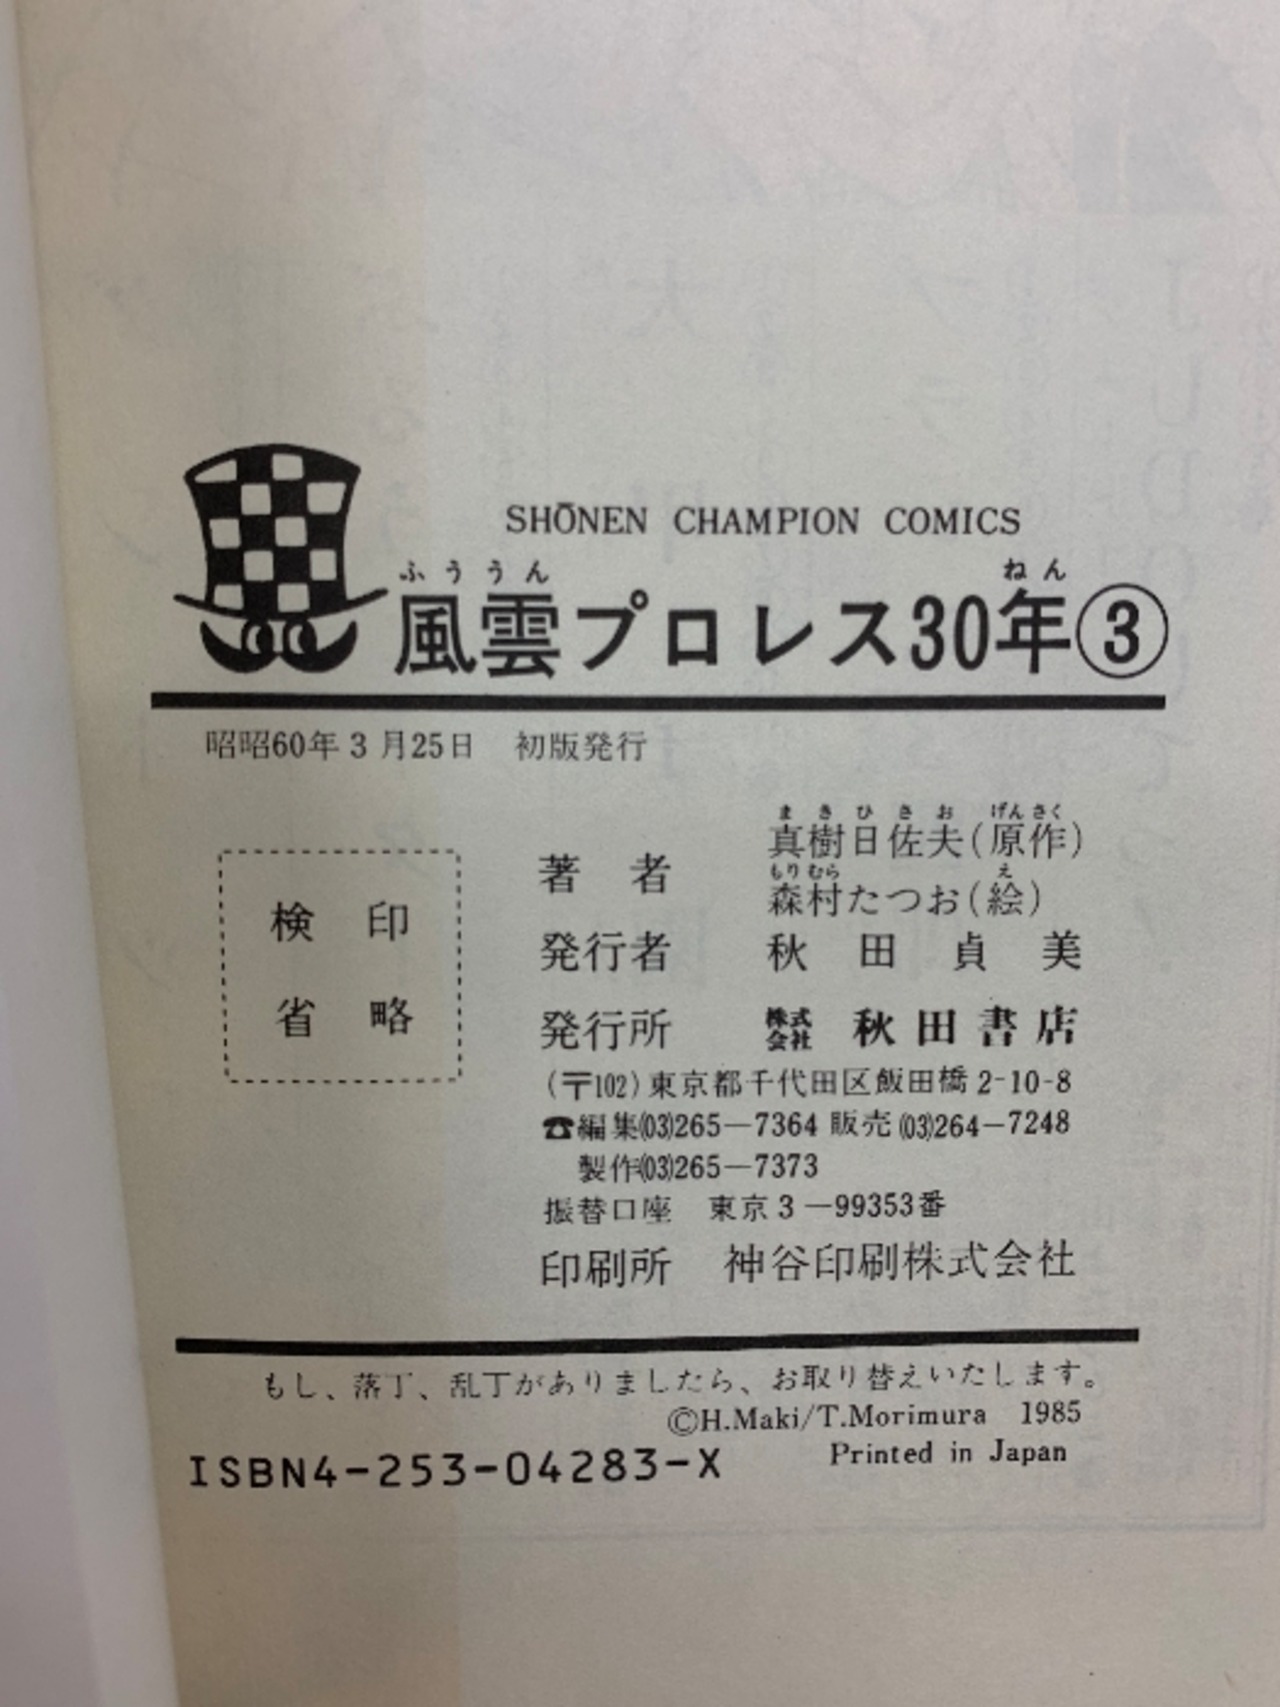 SHŌNEN CHAMPION COMICS
ふううん ねん
風雲プロレス30年③
昭昭60年3月25日 初版発行
検印
省略
まきひさお げんさく
著者 真樹日佐夫(原作)
もりむら え
森村たつお(絵)
発行者 秋田貞美
発行所 株式会社 秋田書店
(〒102)東京都千代田区飯田橋2-10-8
☎編集(03)265―7364 販売(03)264―7248
製作(03)265―7373
振替口座 東京3―99353番
印刷所 神谷印刷株式会社
もし、落丁、乱丁がありましたら、お取り替えいたします。
©H.Maki/T.Morimura 1985
Printed in Japan
ISBN4-253-04283-X